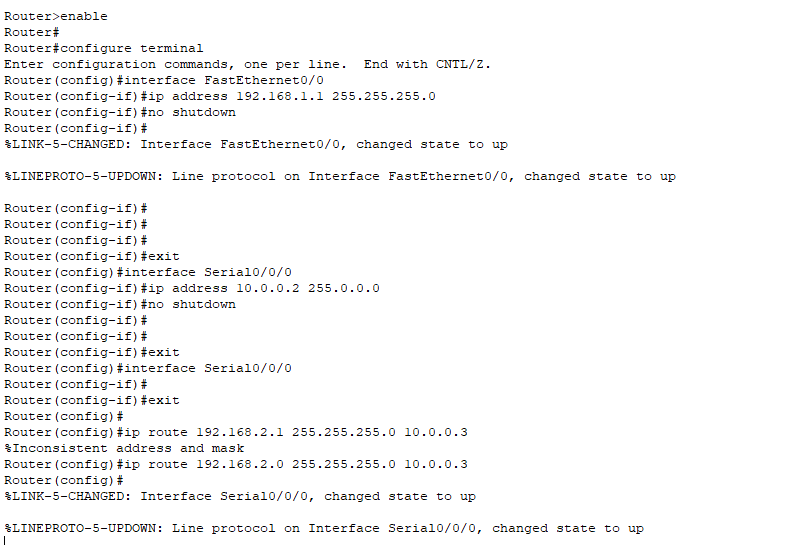 Router>enable
Router#
Router#configure terminal
Enter configuration commands, one per line.  End with CNTL/Z.
Router(config)#interface FastEthernet0/0
Router(config-if)#ip address 192.168.1.1 255.255.255.0
Router(config-if)#no shutdown
Router(config-if)#
%LINK-5-CHANGED: Interface FastEthernet0/0, changed state to up
%LINEPROTO-5-UPDOWN: Line protocol on Interface FastEthernet0/0, changed state to up
Router(config-if)#
Router(config-if)#
Router(config-if)#
Router(config-if)#exit
Router(config)#interface Serial0/0/0
Router(config-if)#ip address 10.0.0.2 255.0.0.0
Router(config-if)#no shutdown
Router(config-if)#
Router(config-if)#
Router(config-if)#exit
Router(config)#interface Serial0/0/0
Router(config-if)#
Router(config-if)#exit
Router(config)#
Router(config)#ip route 192.168.2.1 255.255.255.0 10.0.0.3
%Inconsistent address and mask
Router(config)#ip route 192.168.2.0 255.255.255.0 10.0.0.3
Router(config)#
%LINK-5-CHANGED: Interface Serial0/0/0, changed state to up
%LINEPROTO-5-UPDOWN: Line protocol on Interface Serial0/0/0, changed state to up